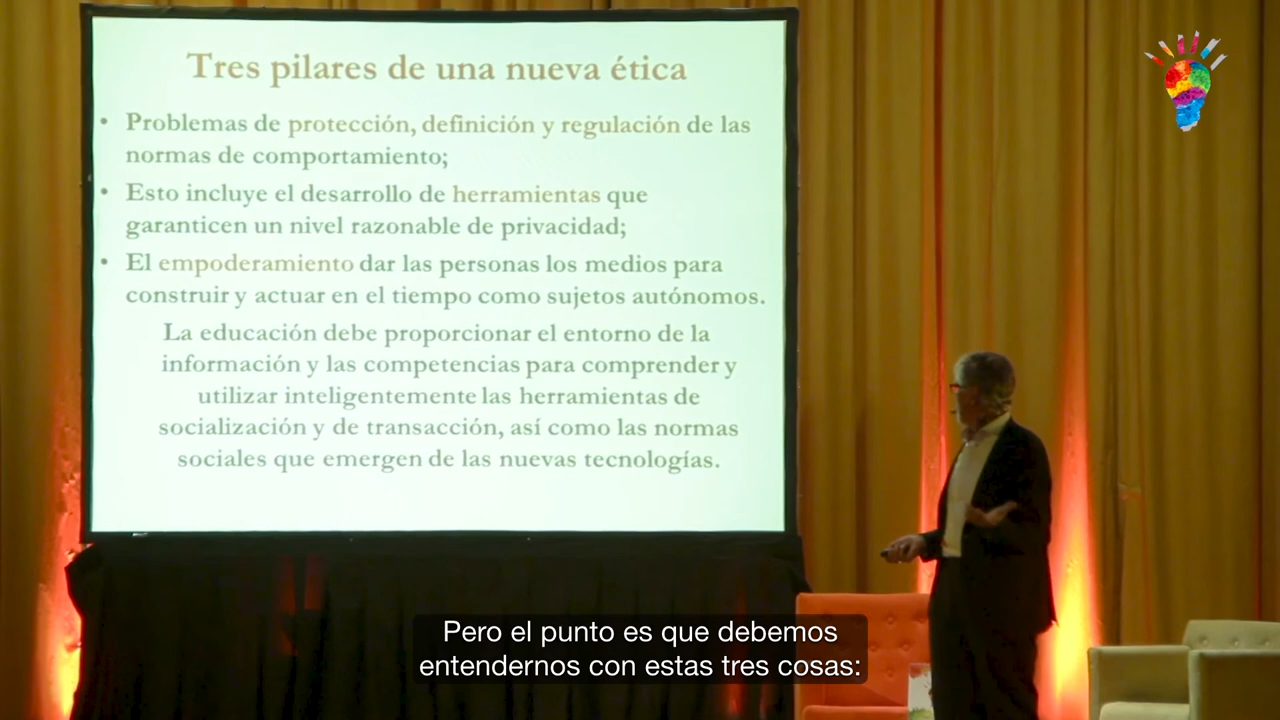 Tres pilares de una nueva ética
• Problemas de protección, definición y regulación de las
normas de comportamiento;
• Esto incluye el desarrollo de herramientas que
garanticen un nivel razonable de privacidad;
• El empoderamiento dar las personas los medios para
construir y actuar en el tiempo como sujetos autónomos.
La educación debe proporcionar el entorno de la
información y las competencias para comprender y
utilizar inteligentemente las herramientas de
socialización y de transacción, así como las normas
sociales que emergen de las nuevas tecnologías.
Pero el punto es que debemos
entendernos con estas tres cosas: